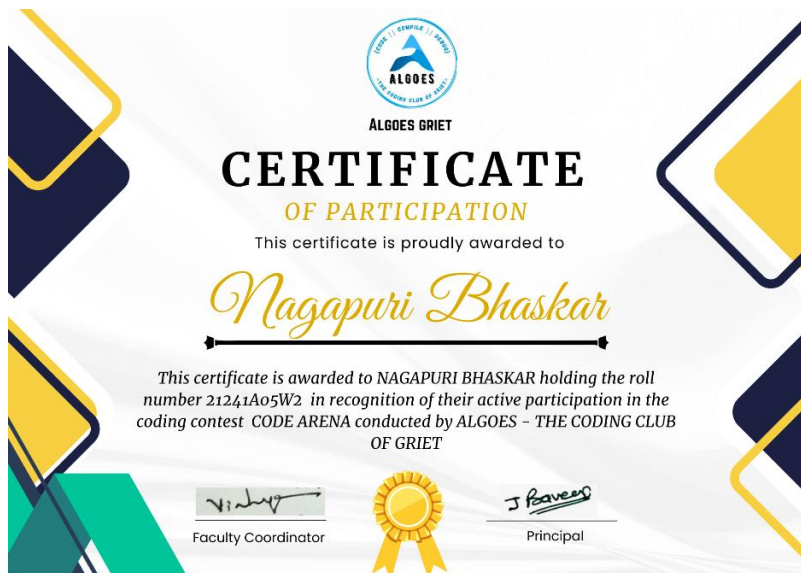 {CODE || COMPILE || DEBUG}
ALGOES
-THE CODING CLUB OF GRIET-
ALGOES GRIET
CERTIFICATE
OF PARTICIPATION
This certificate is proudly awarded to
Nagapuri Bhaskar
This certificate is awarded to NAGAPURI BHASKAR holding the roll
number 21241A05W2 in recognition of their active participation in the
coding contest CODE ARENA conducted by ALGOES – THE CODING CLUB
OF GRIET
Faculty Coordinator
Principal